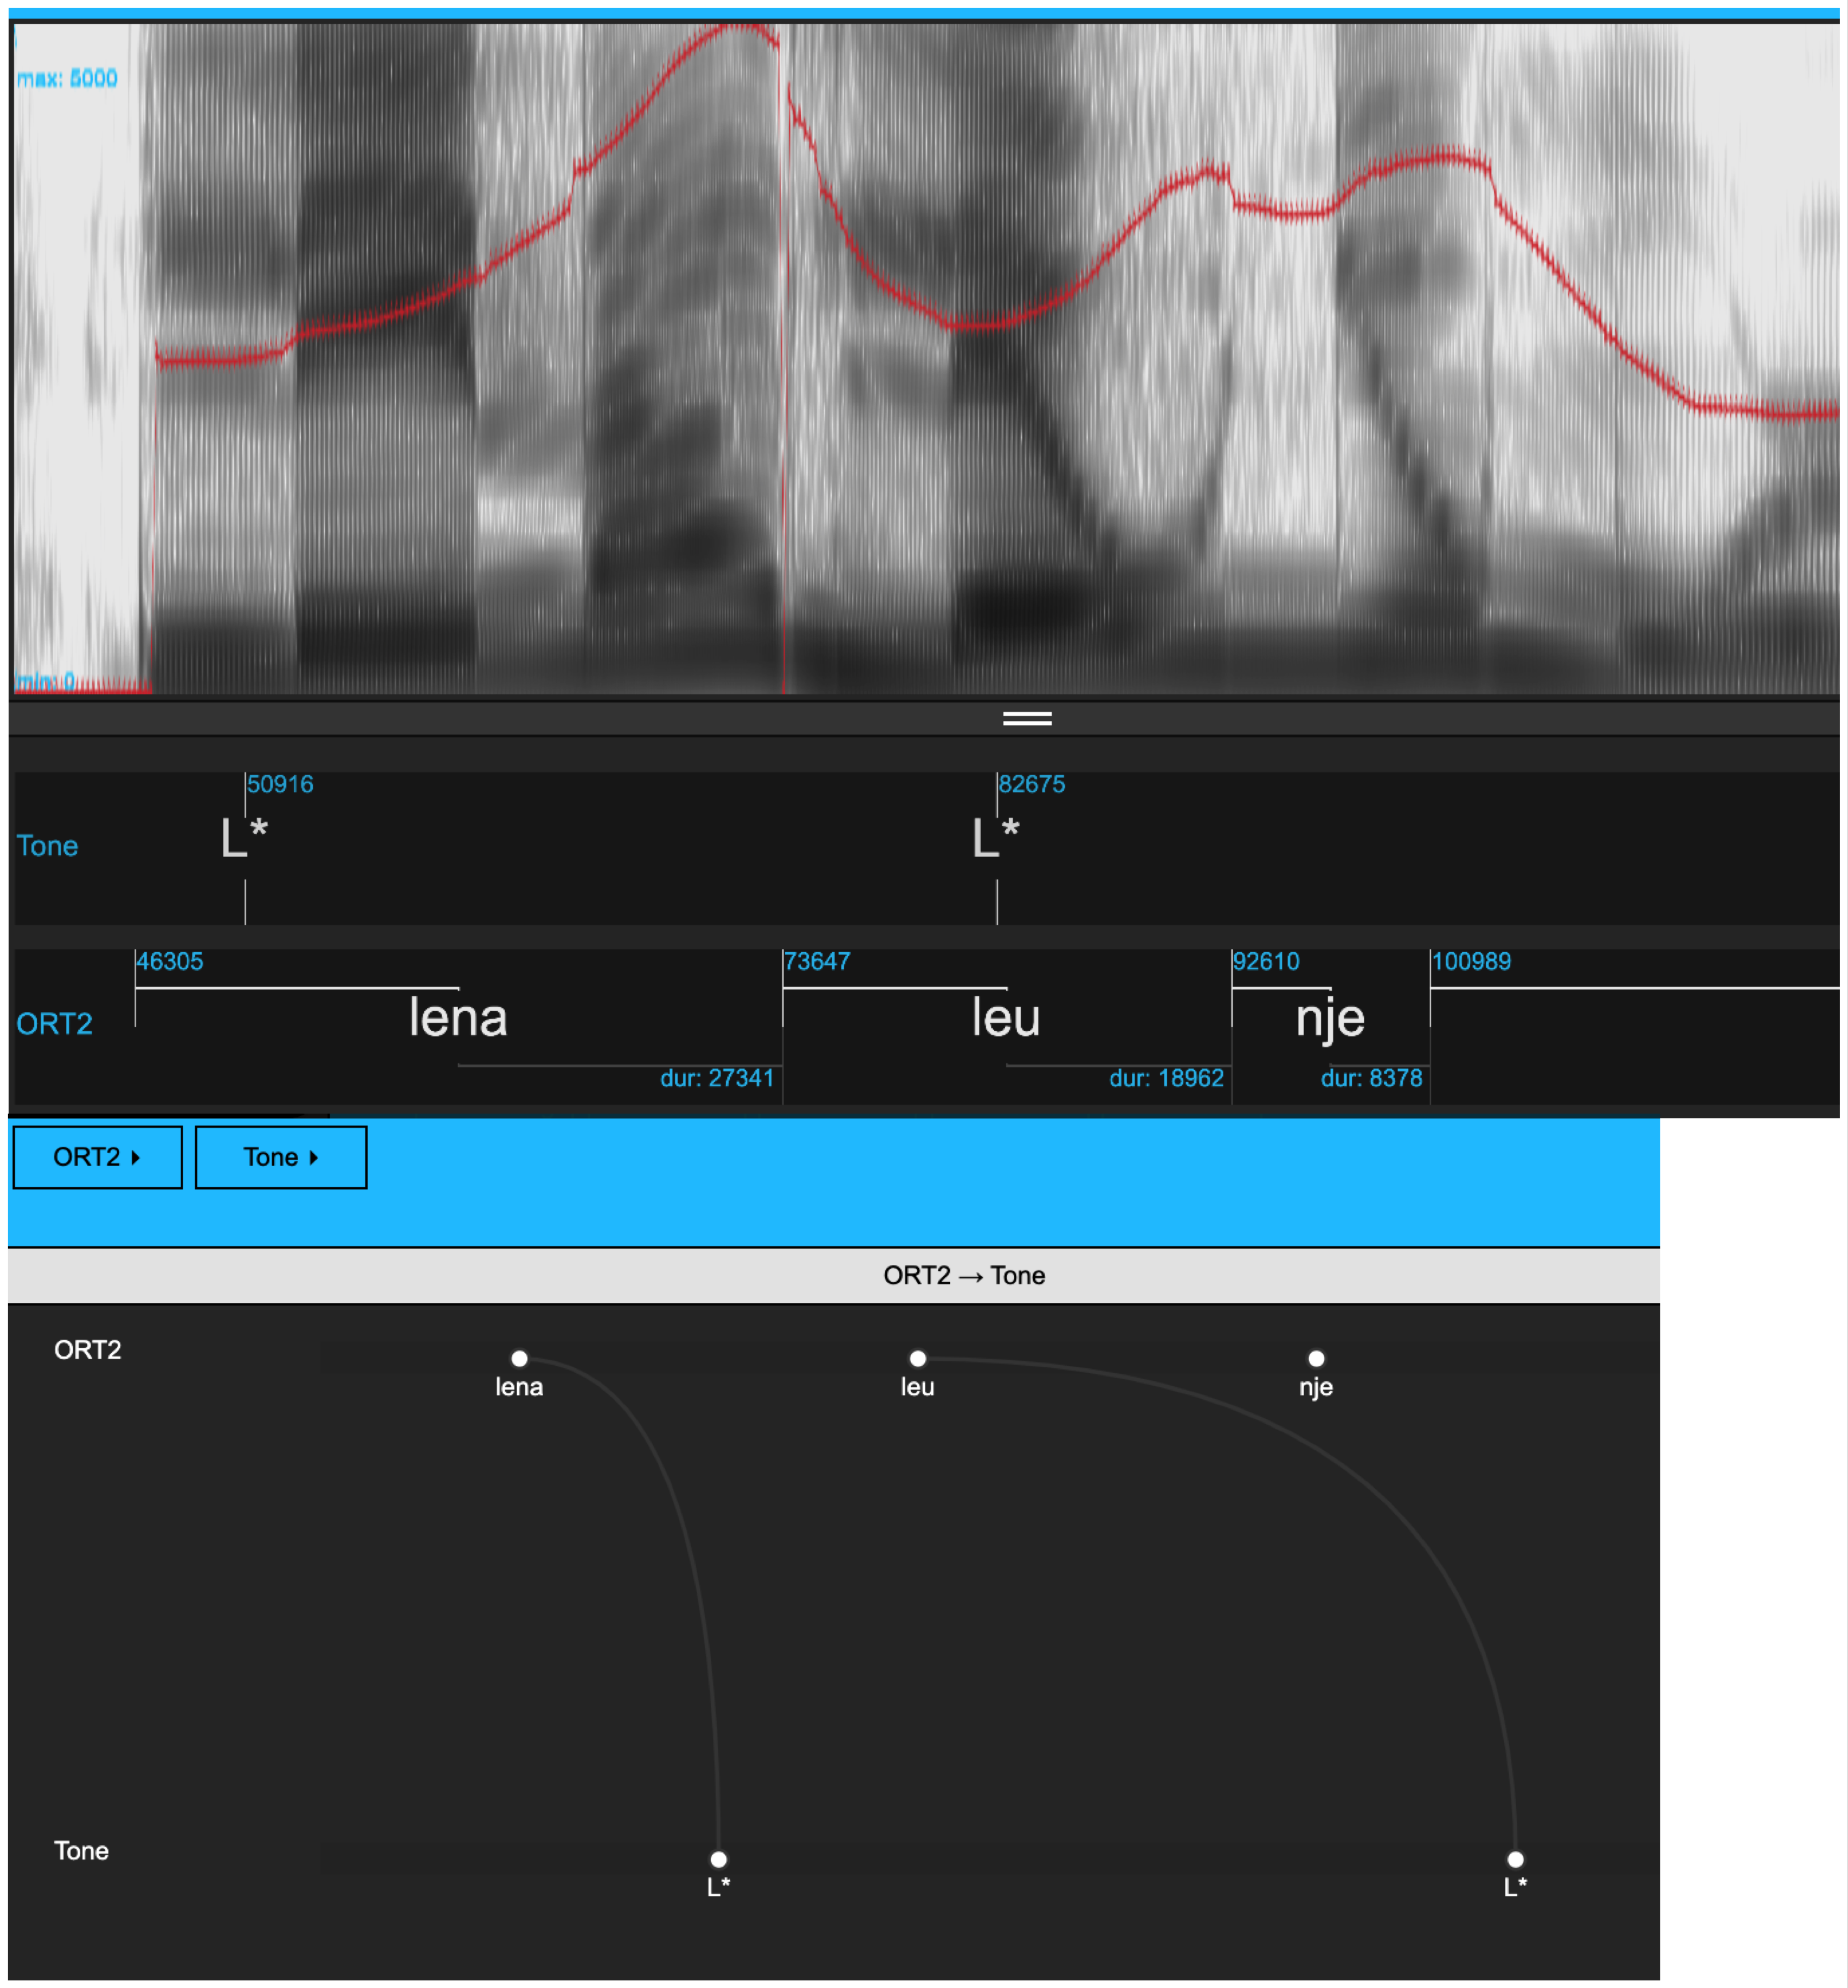 max: 5000
min: 0
50916 82675
Tone L* L*
46305 73647 92610 100989
ORT2 lena leu nje
dur: 27341 dur: 18962 dur: 8378
ORT2 Tone
ORT2 → Tone
ORT2
lena leu nje
Tone
L* L*